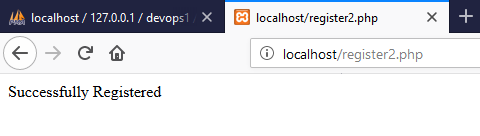 localhost / 127.0.0.1 / devops1
localhost/register2.php
localhost/register2.php
Successfully Registered